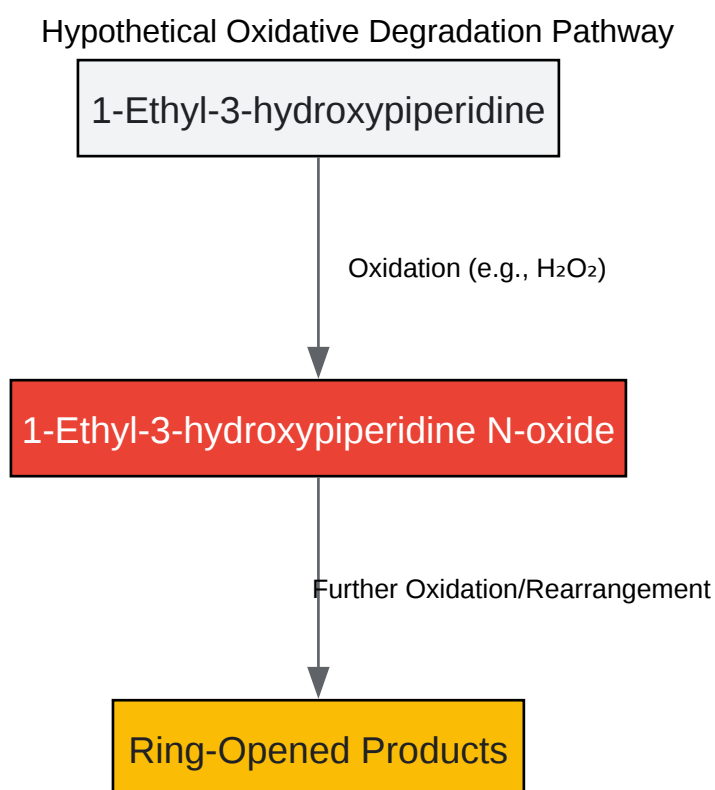 Hypothetical Oxidative Degradation Pathway
1-Ethyl-3-hydroxypiperidine
Oxidation (e.g., H₂O₂)
1-Ethyl-3-hydroxypiperidine N-oxide
Further Oxidation/Rearrangement
Ring-Opened Products